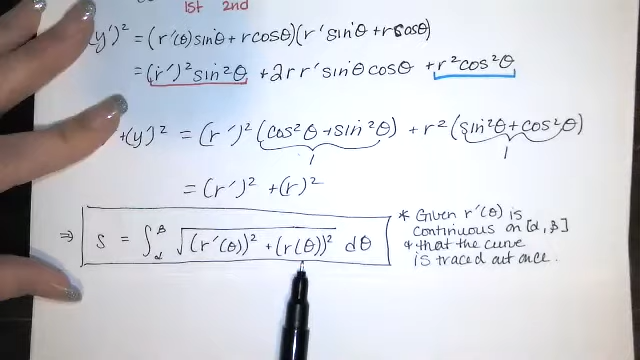 1st 2nd
(y')² = (r'(θ)sinθ + rcosθ)(r'sinθ + rcosθ)
= (r')²sin²θ + 2rr'sinθcosθ + r²cos²θ
+(y)² = (r')²(cos²θ + sin²θ) + r²(sin²θ + cos²θ)
1 1
= (r')² + (r)²
⇒ S = ∫_α^β √((r'(θ))² + (r(θ))²) dθ
* Given r'(θ) is
continuous on [α, β]
& that the curve
is traced out once.